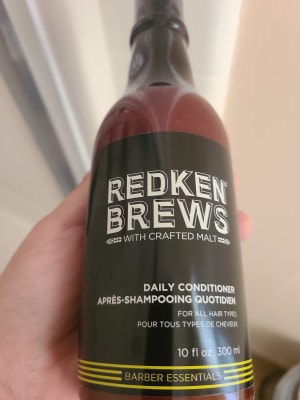 REDKEN®
BREWS
WITH CRAFTED MALT
DAILY CONDITIONER
APRÈS-SHAMPOOING QUOTIDIEN
FOR ALL HAIR TYPES
POUR TOUS TYPES DE CHEVEUX
10 fl oz 300 ml
BARBER ESSENTIALS